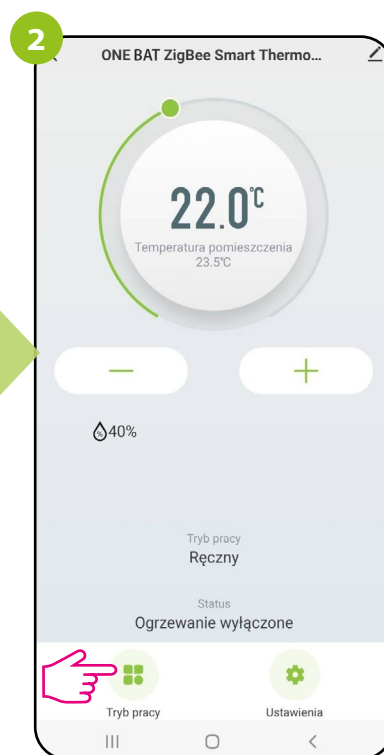 2
ONE BAT ZigBee Smart Thermo...
22.0°C
Temperatura pomieszczenia
23.5°C
40%
Tryb pracy
Ręczny
Status
Ogrzewanie wyłączone
Tryb pracy Ustawienia